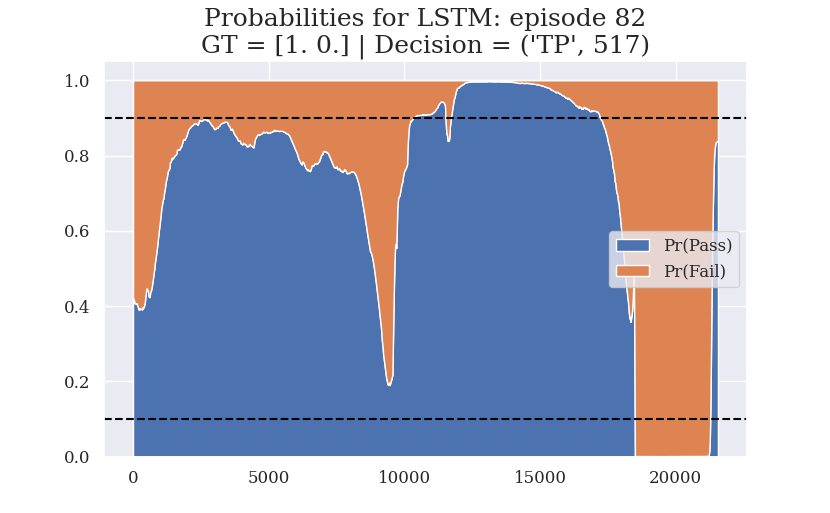 Probabilities for LSTM: episode 82
GT = [1. 0.] | Decision = ('TP', 517)
1.0
0.8
0.6
0.4
0.2
0.0
Pr(Pass)
Pr(Fail)
0 5000 10000 15000 20000